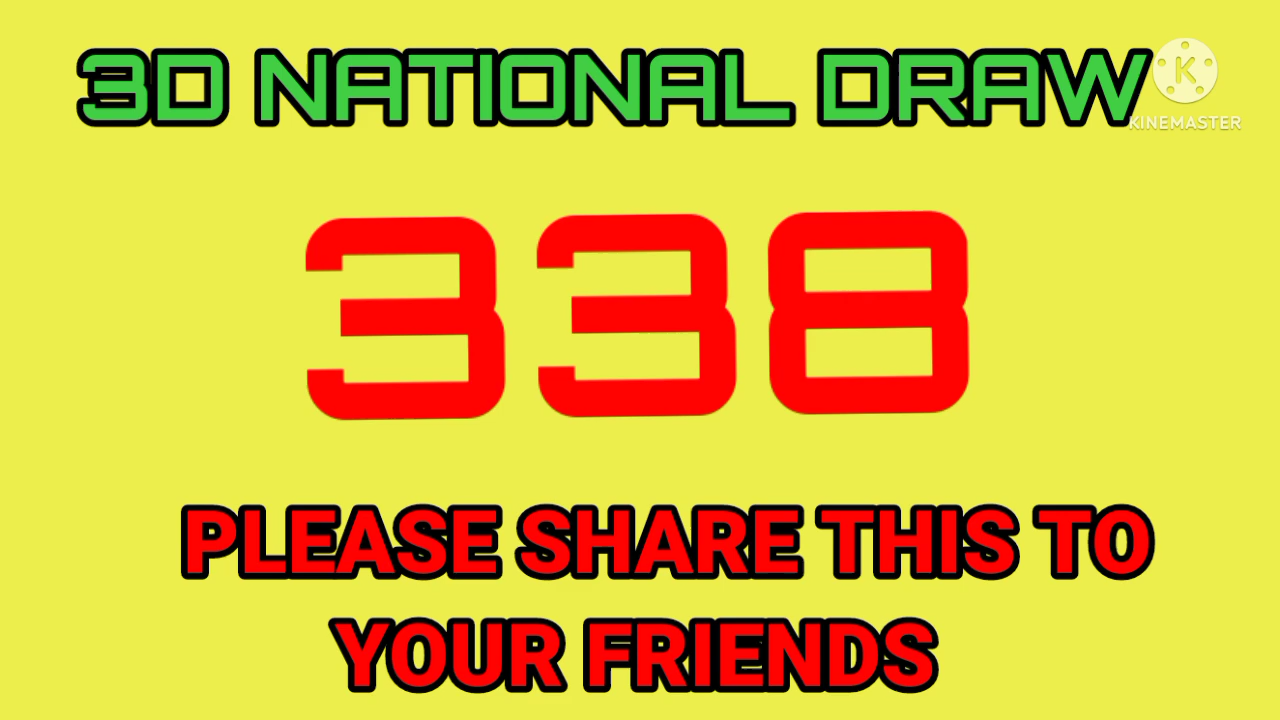 3D NATIONAL DRAW
K
KINEMASTER
338
PLEASE SHARE THIS TO
YOUR FRIENDS